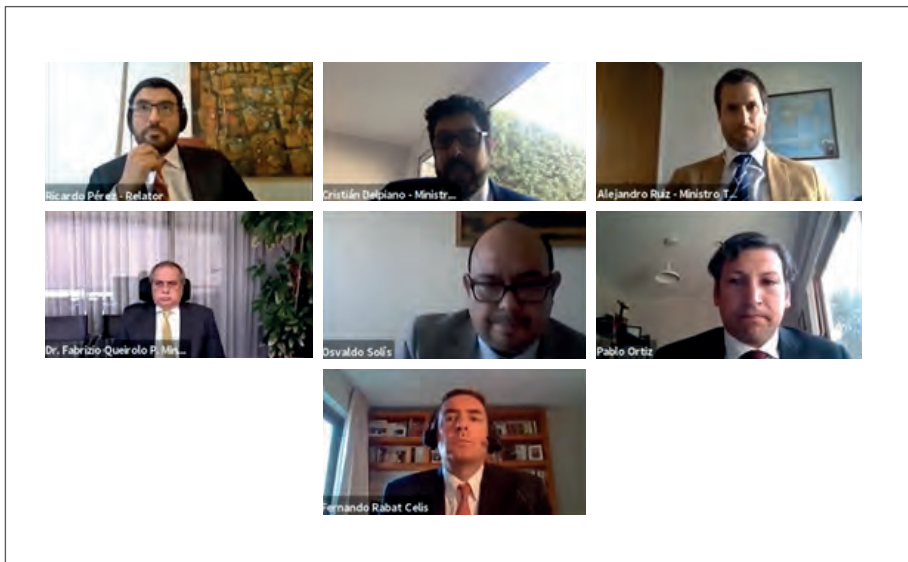 Ricardo Pérez - Relator
Cristián Delpiano - Ministr...
Alejandro Ruiz - Ministro T...
Dr. Fabrizio Queirolo P. Min...
Osvaldo Solís
Pablo Ortiz
Fernando Rabat Celis